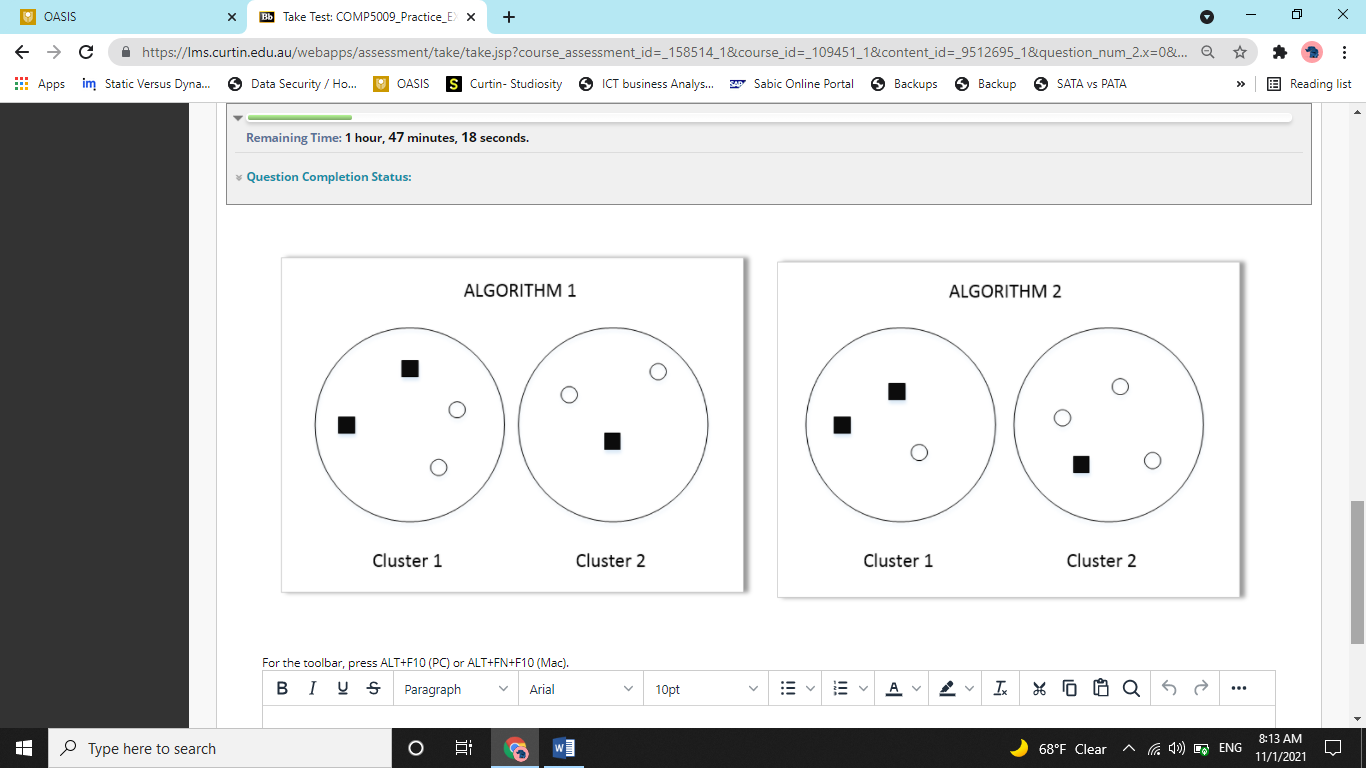 OASIS
Take Test: COMP5009_Practice_E
https://lms.curtin.edu.au/webapps/assessment/take/take.jsp?course_assessment_id=_158514_1&course_id=_109451_1&content_id=_9512695_1&question_num_2.x=0&...
Apps Static Versus Dyna... Data Security / Ho... OASIS Curtin- Studiosity ICT business Analys... Sabic Online Portal Backups Backup SATA vs PATA » Reading list
Remaining Time: 1 hour, 47 minutes, 18 seconds.
Question Completion Status:
ALGORITHM 1
Cluster 1 Cluster 2
ALGORITHM 2
Cluster 1 Cluster 2
For the toolbar, press ALT+F10 (PC) or ALT+FN+F10 (Mac).
B I U S Paragraph Arial 10pt A
Type here to search
68°F Clear ENG
8:13 AM
11/1/2021